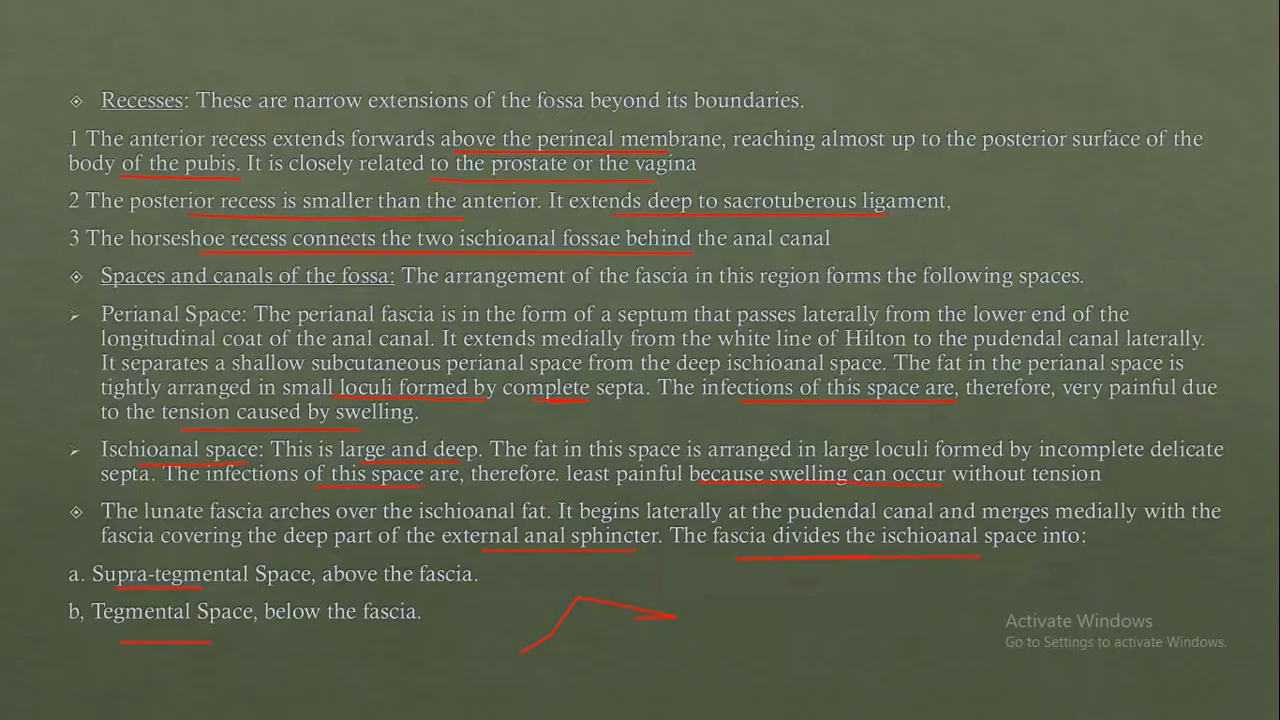 Recesses: These are narrow extensions of the fossa beyond its boundaries.
1 The anterior recess extends forwards above the perineal membrane, reaching almost up to the posterior surface of the
body of the pubis. It is closely related to the prostate or the vagina
2 The posterior recess is smaller than the anterior. It extends deep to sacrotuberous ligament,
3 The horseshoe recess connects the two ischioanal fossae behind the anal canal
Spaces and canals of the fossa: The arrangement of the fascia in this region forms the following spaces.
Perianal Space: The perianal fascia is in the form of a septum that passes laterally from the lower end of the
longitudinal coat of the anal canal. It extends medially from the white line of Hilton to the pudendal canal laterally.
It separates a shallow subcutaneous perianal space from the deep ischioanal space. The fat in the perianal space is
tightly arranged in small loculi formed by complete septa. The infections of this space are, therefore, very painful due
to the tension caused by swelling.
Ischioanal space: This is large and deep. The fat in this space is arranged in large loculi formed by incomplete delicate
septa. The infections of this space are, therefore. least painful because swelling can occur without tension
The lunate fascia arches over the ischioanal fat. It begins laterally at the pudendal canal and merges medially with the
fascia covering the deep part of the external anal sphincter. The fascia divides the ischioanal space into:
a. Supra-tegmental Space, above the fascia.
b, Tegmental Space, below the fascia.
Activate Windows
Go to Settings to activate Windows.